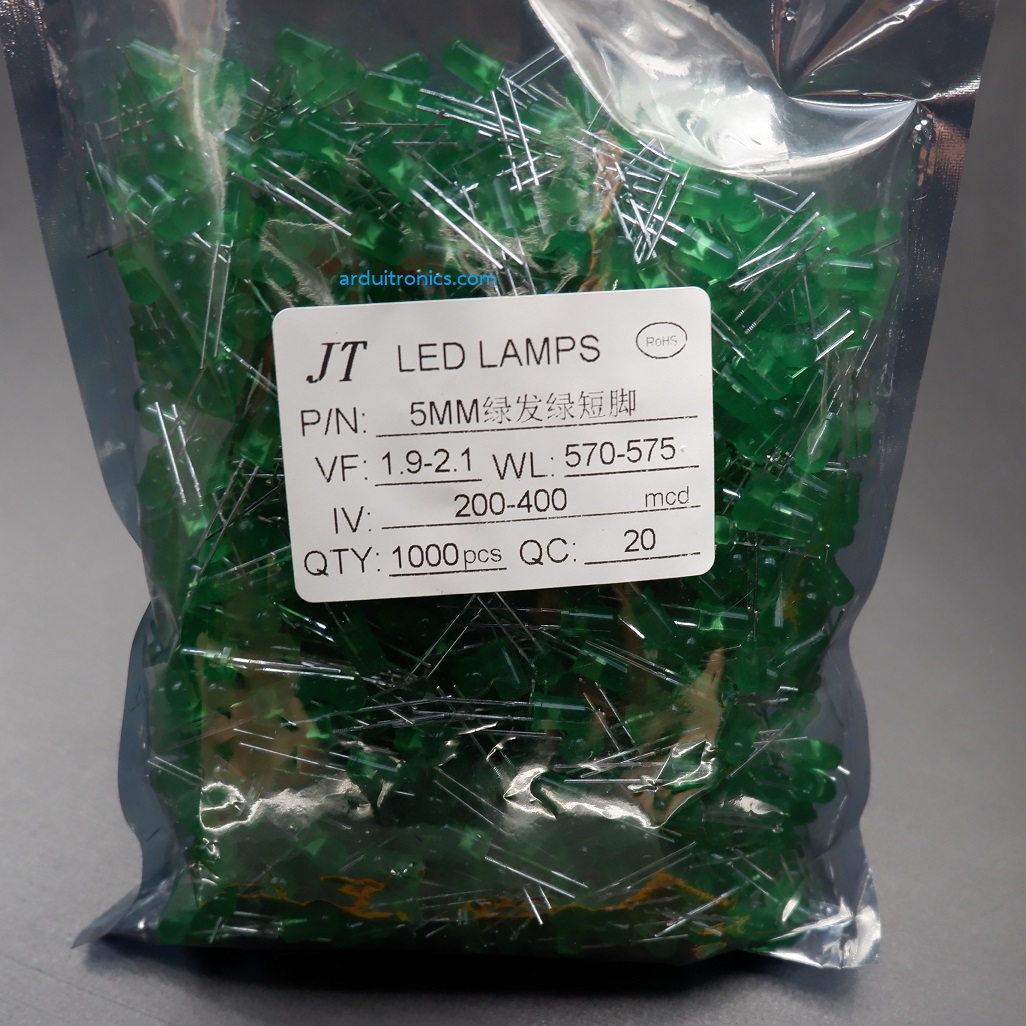 arduitronics.com
JT LED LAMPS RoHS
P/N: 5MM绿发绿短脚
VF: 1.9-2.1 WL: 570-575
IV: 200-400 mcd
QTY: 1000pcs QC: 20